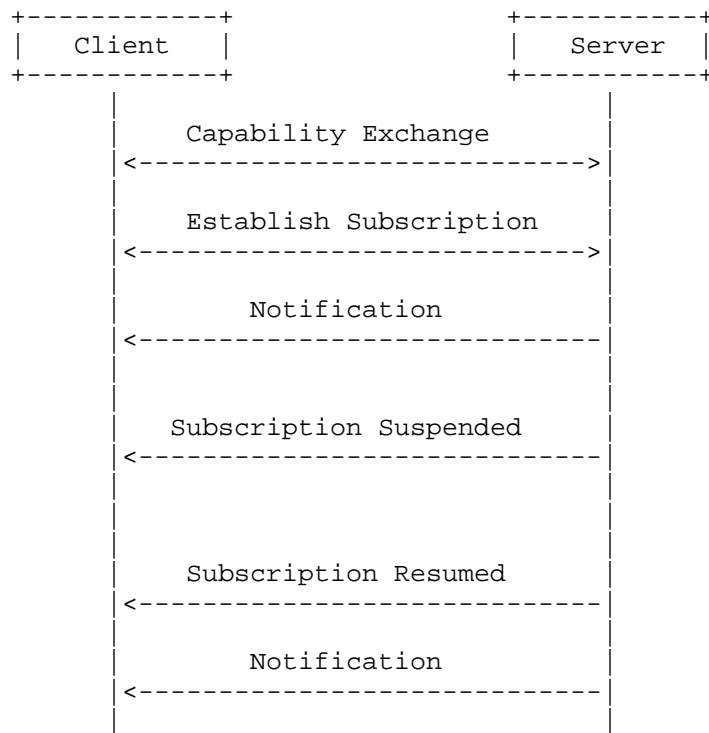 Client Server
Capability Exchange
Establish Subscription
Notification
Subscription Suspended
Subscription Resumed
Notification